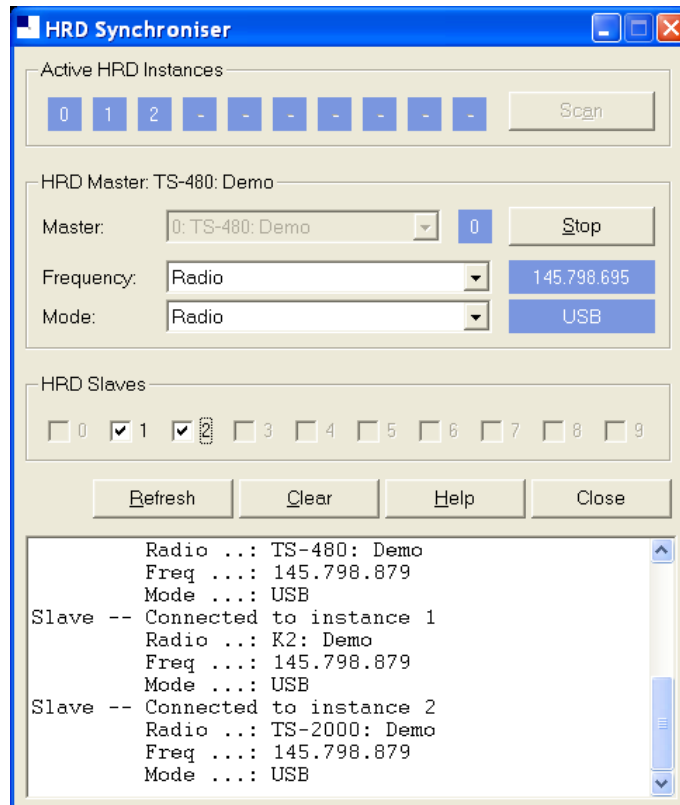 HRD Synchroniser
Active HRD Instances
0 1 2 - - - - - - - Scan
HRD Master: TS-480: Demo
Master: 0: TS-480: Demo 0 Stop
Frequency: Radio 145.798.695
Mode: Radio USB
HRD Slaves
0 1 2 3 4 5 6 7 8 9
Refresh Clear Help Close
Radio ..: TS-480: Demo
Freq ...: 145.798.879
Mode ...: USB
Slave -- Connected to instance 1
Radio ..: K2: Demo
Freq ...: 145.798.879
Mode ...: USB
Slave -- Connected to instance 2
Radio ..: TS-2000: Demo
Freq ...: 145.798.879
Mode ...: USB